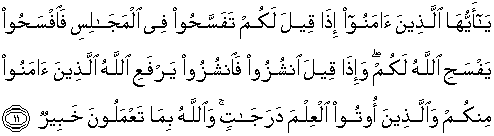 يَـٰٓأَيُّهَا ٱلَّذِينَ ءَامَنُوٓا۟ إِذَا قِيلَ لَكُمْ تَفَسَّحُوا۟ فِى ٱلْمَجَـٰلِسِ فَٱفْسَحُوا۟
يَفْسَحِ ٱللَّهُ لَكُمْ ۖ وَإِذَا قِيلَ ٱنشُزُوا۟ فَٱنشُزُوا۟ يَرْفَعِ ٱللَّهُ ٱلَّذِينَ ءَامَنُوا۟
مِنكُمْ وَٱلَّذِينَ أُوتُوا۟ ٱلْعِلْمَ دَرَجَـٰتٍ ۚ وَٱللَّهُ بِمَا تَعْمَلُونَ خَبِيرٌ ١١